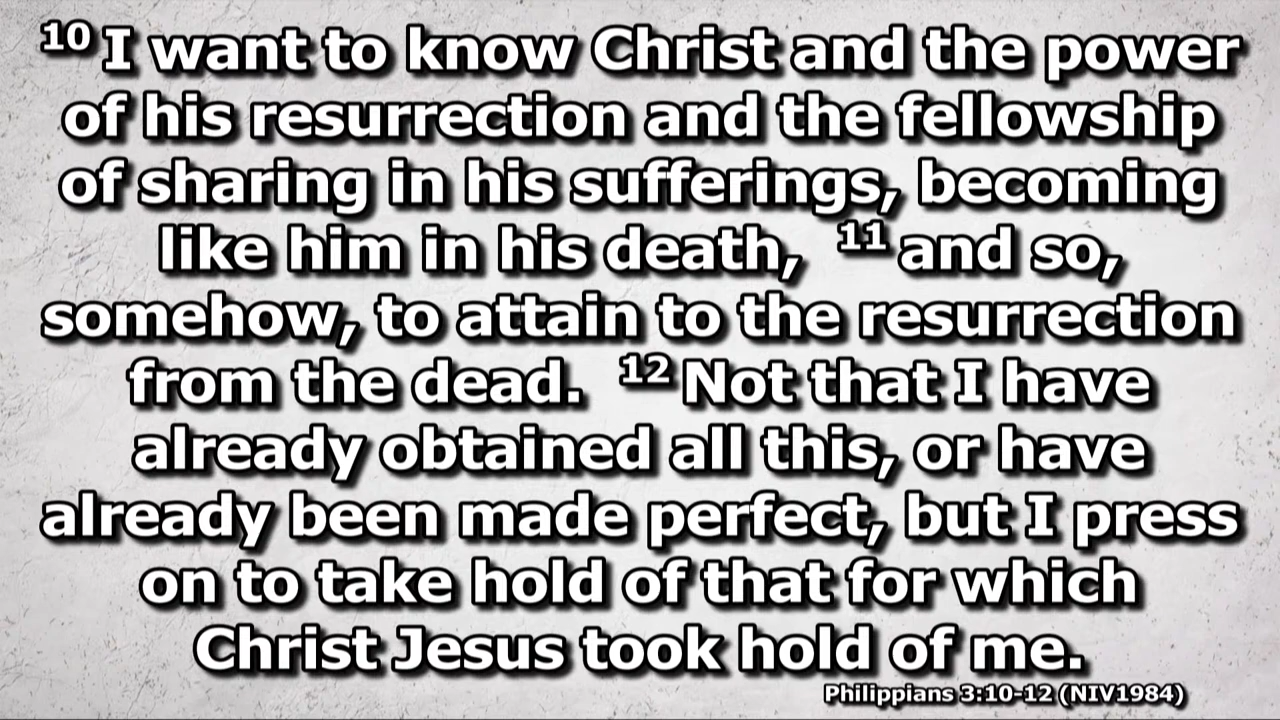 10 I want to know Christ and the power
of his resurrection and the fellowship
of sharing in his sufferings, becoming
like him in his death, 11 and so,
somehow, to attain to the resurrection
from the dead. 12 Not that I have
already obtained all this, or have
already been made perfect, but I press
on to take hold of that for which
Christ Jesus took hold of me.
Philippians 3:10-12 (NIV1984)